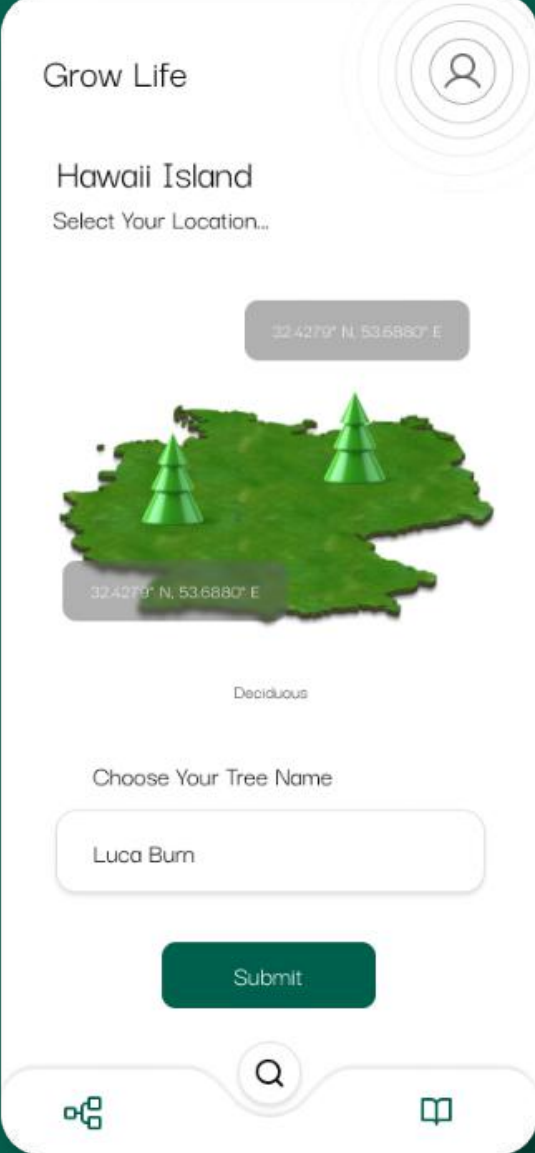 Grow Life
Hawaii Island
Select Your Location...
32.4279° N, 53.6880° E
32.4279° N, 53.6880° E
Deciduous
Choose Your Tree Name
Luca Burn
Submit